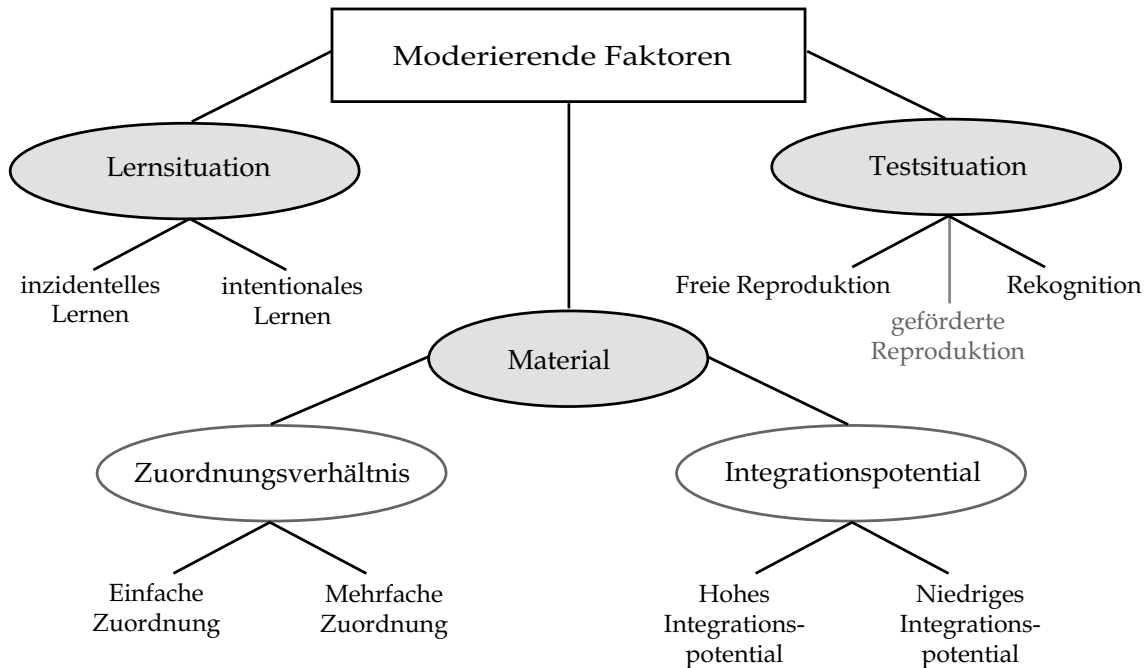 Moderierende Faktoren
Lernsituation
Testsituation
inzidentelles
Lernen
intentionales
Lernen
Freie Reproduktion
geförderte
Reproduktion
Rekognition
Material
Zuordnungsverhältnis
Integrationspotential
Einfache
Zuordnung
Mehrfache
Zuordnung
Hohes
Integrations-
potential
Niedriges
Integrations-
potential